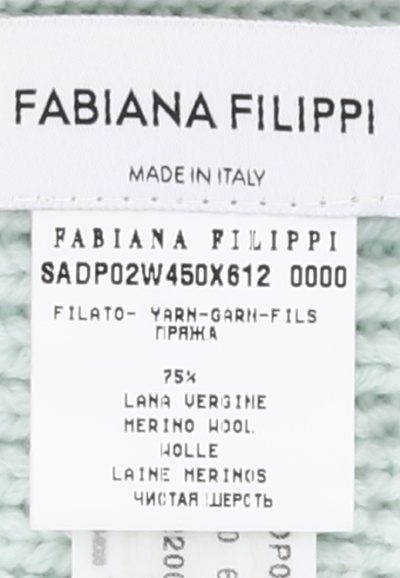 FABIANA FILIPPI
MADE IN ITALY
FABIANA FILIPPI
SADP02W450X612 0000
FILATO- YARN-GARN-FILS
ПРЯЖА
75%
LANA VERGINE
MERINO WOOL
WOLLE
LAINE MERINOS
ЧИСТАЯ ШЕРСТЬ